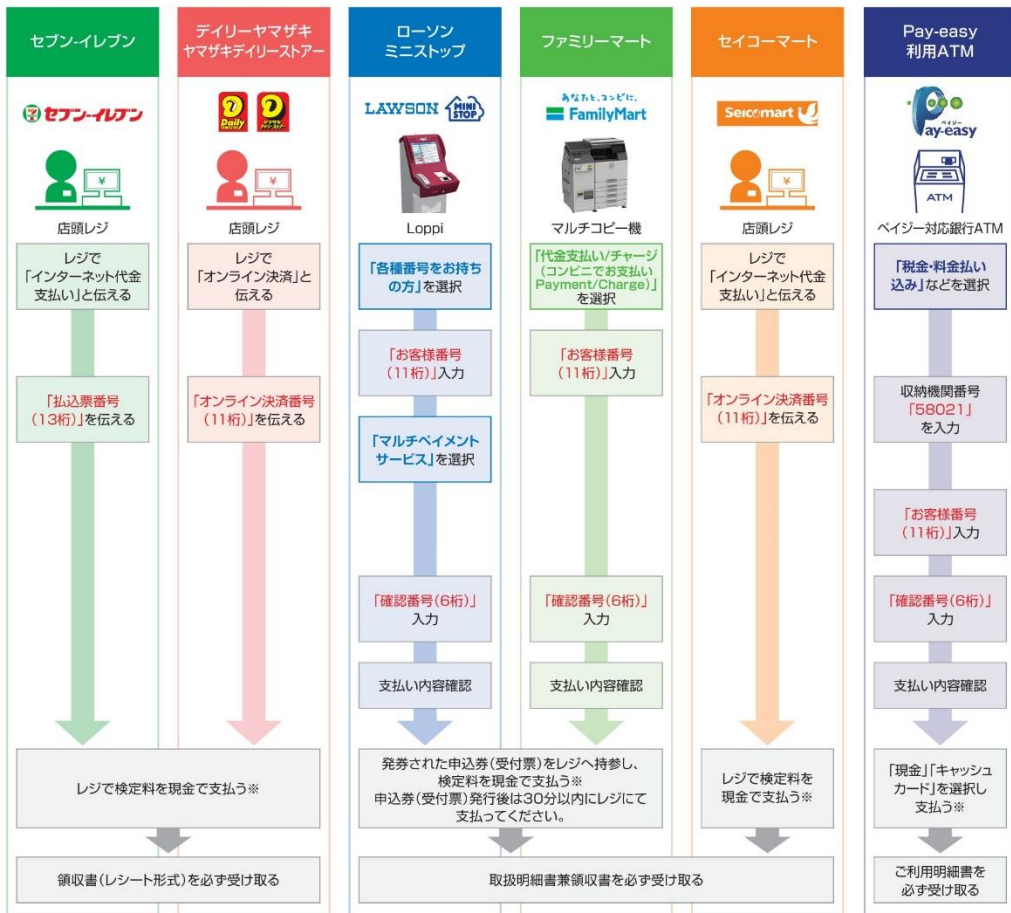 セブン-イレブン
デイリーヤマザキ
ヤマザキデイリーストアー
ローソン
ミニストップ
ファミリーマート
セイコーマート
Pay-easy
利用ATM
セブン-イレブン
Daily
LAWSON
MINI
STOP
あなたと、コンビに、
FamilyMart
Seicomart
ペイジー
Pay-easy
¥
¥
¥
ATM
店頭レジ
店頭レジ
Loppi
マルチコピー機
店頭レジ
ペイジー対応銀行ATM
レジで
「インターネット代金
支払い」と伝える
レジで
「オンライン決済」と
伝える
「各種番号をお持ち
の方」を選択
「代金支払い/チャージ
(コンビニでお支払い
Payment/Charge)」
を選択
レジで
「インターネット代金
支払い」と伝える
「税金・料金払い
込み」などを選択
「お客様番号
(11桁)」入力
「お客様番号
(11桁)」入力
「払込票番号
(13桁)」を伝える
「オンライン決済番号
(11桁)」を伝える
「マルチペイメント
サービス」を選択
「オンライン決済番号
(11桁)」を伝える
収納機関番号
「58021」
を入力
「お客様番号
(11桁)」入力
「確認番号(6桁)」
入力
「確認番号(6桁)」
入力
「確認番号(6桁)」
入力
支払い内容確認
支払い内容確認
支払い内容確認
レジで検定料を現金で支払う※
発券された申込券(受付票)をレジへ持参し、
検定料を現金で支払う※
申込券(受付票)発行後は30分以内にレジにて
支払ってください。
レジで検定料を
現金で支払う※
「現金」「キャッシュ
カード」を選択し
支払う※
領収書(レシート形式)を必ず受け取る
取扱明細書兼領収書を必ず受け取る
ご利用明細書を
必ず受け取る